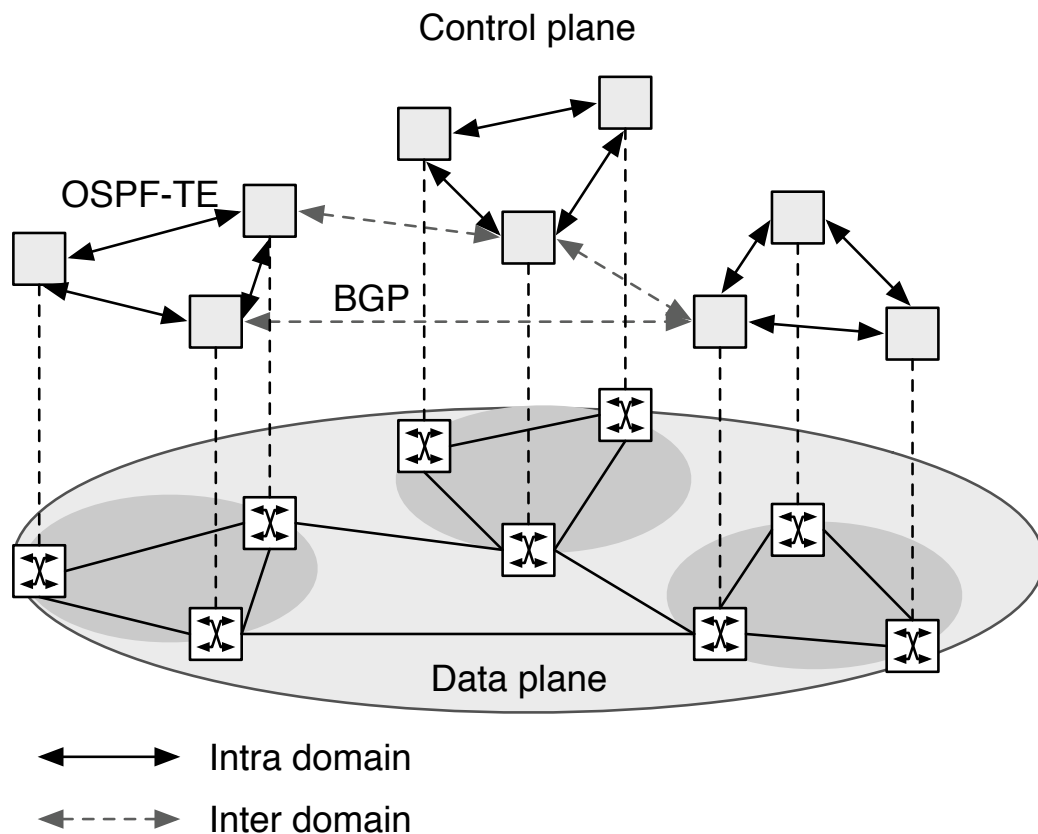 Control plane
OSPF-TE
BGP
Data plane
Intra domain
Inter domain